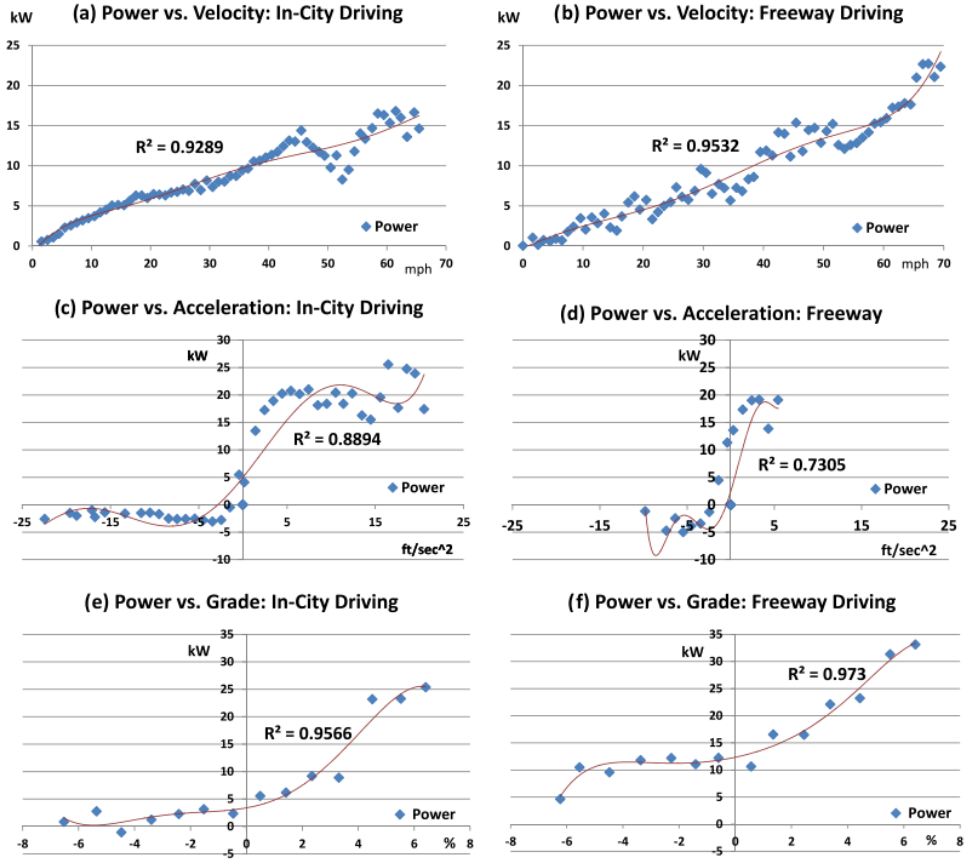 (a) Power vs. Velocity: In-City Driving
kW
25
20
15
10
5
0
R² = 0.9289
Power
0 10 20 30 40 50 60 70
mph
(b) Power vs. Velocity: Freeway Driving
kW
25
20
15
10
5
0
R² = 0.9532
Power
0 10 20 30 40 50 60 70
mph
(c) Power vs. Acceleration: In-City Driving
kW
30
25
20
15
10
5
0
-5
-10
R² = 0.8894
Power
-25 -15 -5 5 15 25
ft/sec^2
(d) Power vs. Acceleration: Freeway
kW
30
25
20
15
10
5
0
-5
-10
R² = 0.7305
Power
-25 -15 -5 5 15 25
ft/sec^2
(e) Power vs. Grade: In-City Driving
kW
35
30
25
20
15
10
5
0
-5
R² = 0.9566
Power
-8 -6 -4 -2 0 2 4 6 8
%
(f) Power vs. Grade: Freeway Driving
kW
35
30
25
20
15
10
5
0
-5
R² = 0.973
Power
-8 -6 -4 -2 0 2 4 6 8
%